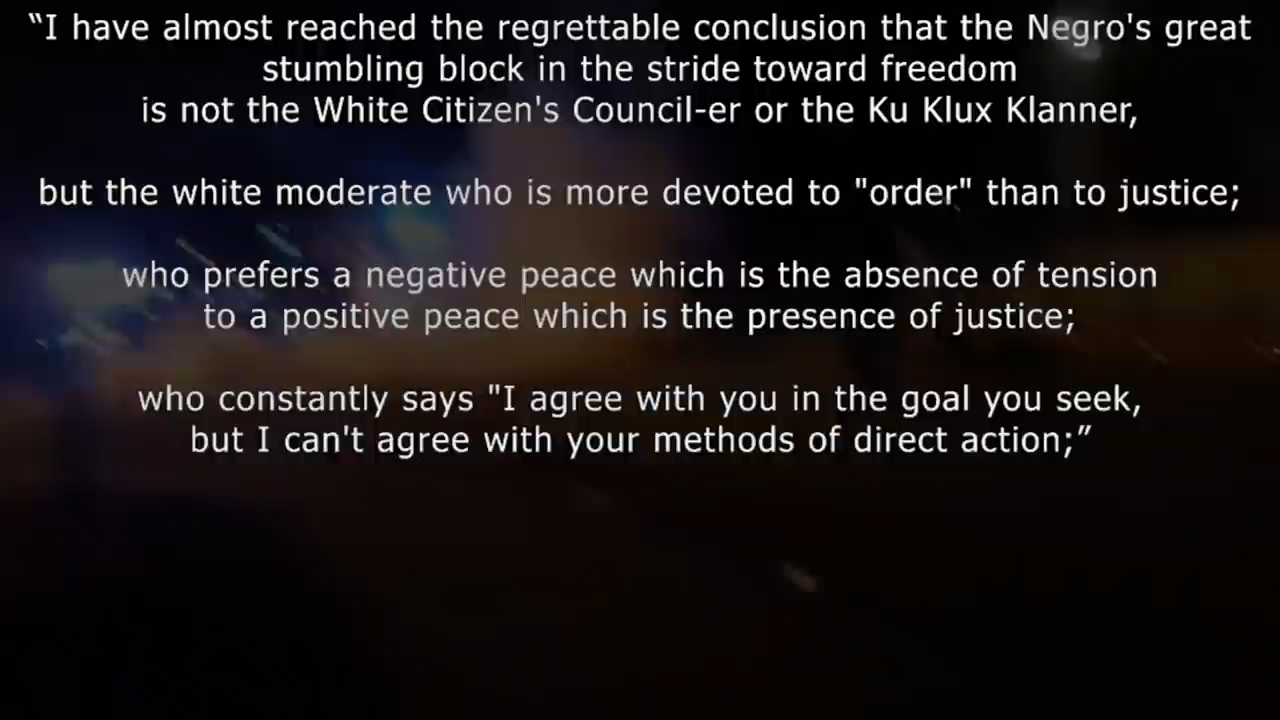 “I have almost reached the regrettable conclusion that the Negro's great
stumbling block in the stride toward freedom
is not the White Citizen's Council-er or the Ku Klux Klanner,
but the white moderate who is more devoted to "order" than to justice;
who prefers a negative peace which is the absence of tension
to a positive peace which is the presence of justice;
who constantly says "I agree with you in the goal you seek,
but I can't agree with your methods of direct action;”